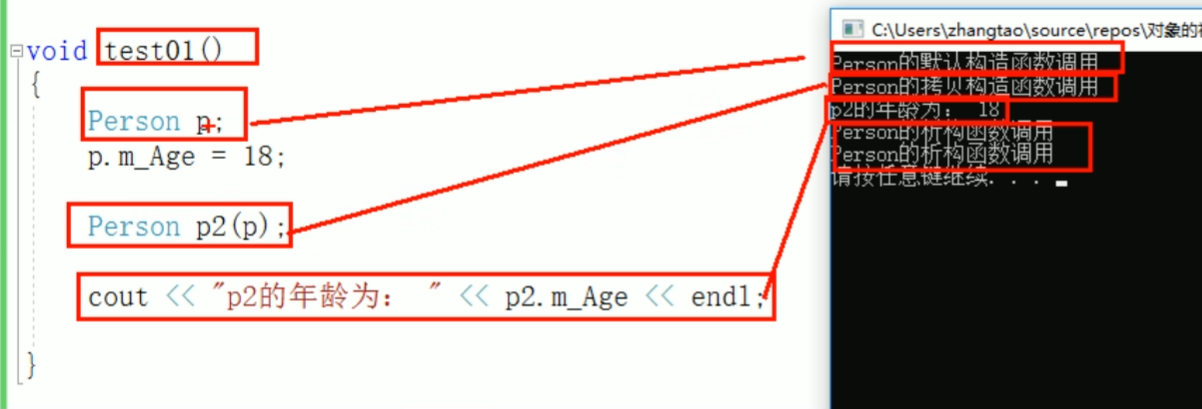 void test01()
{
Person p;
p.m_Age = 18;
Person p2(p);
cout << "p2的年龄为： " << p2.m_Age << endl;
}
C:\Users\zhangtao\source\repos\对象的
Person的默认构造函数调用
Person的拷贝构造函数调用
p2的年龄为： 18
Person的析构函数调用
Person的析构函数调用
请按任意键继续. . .